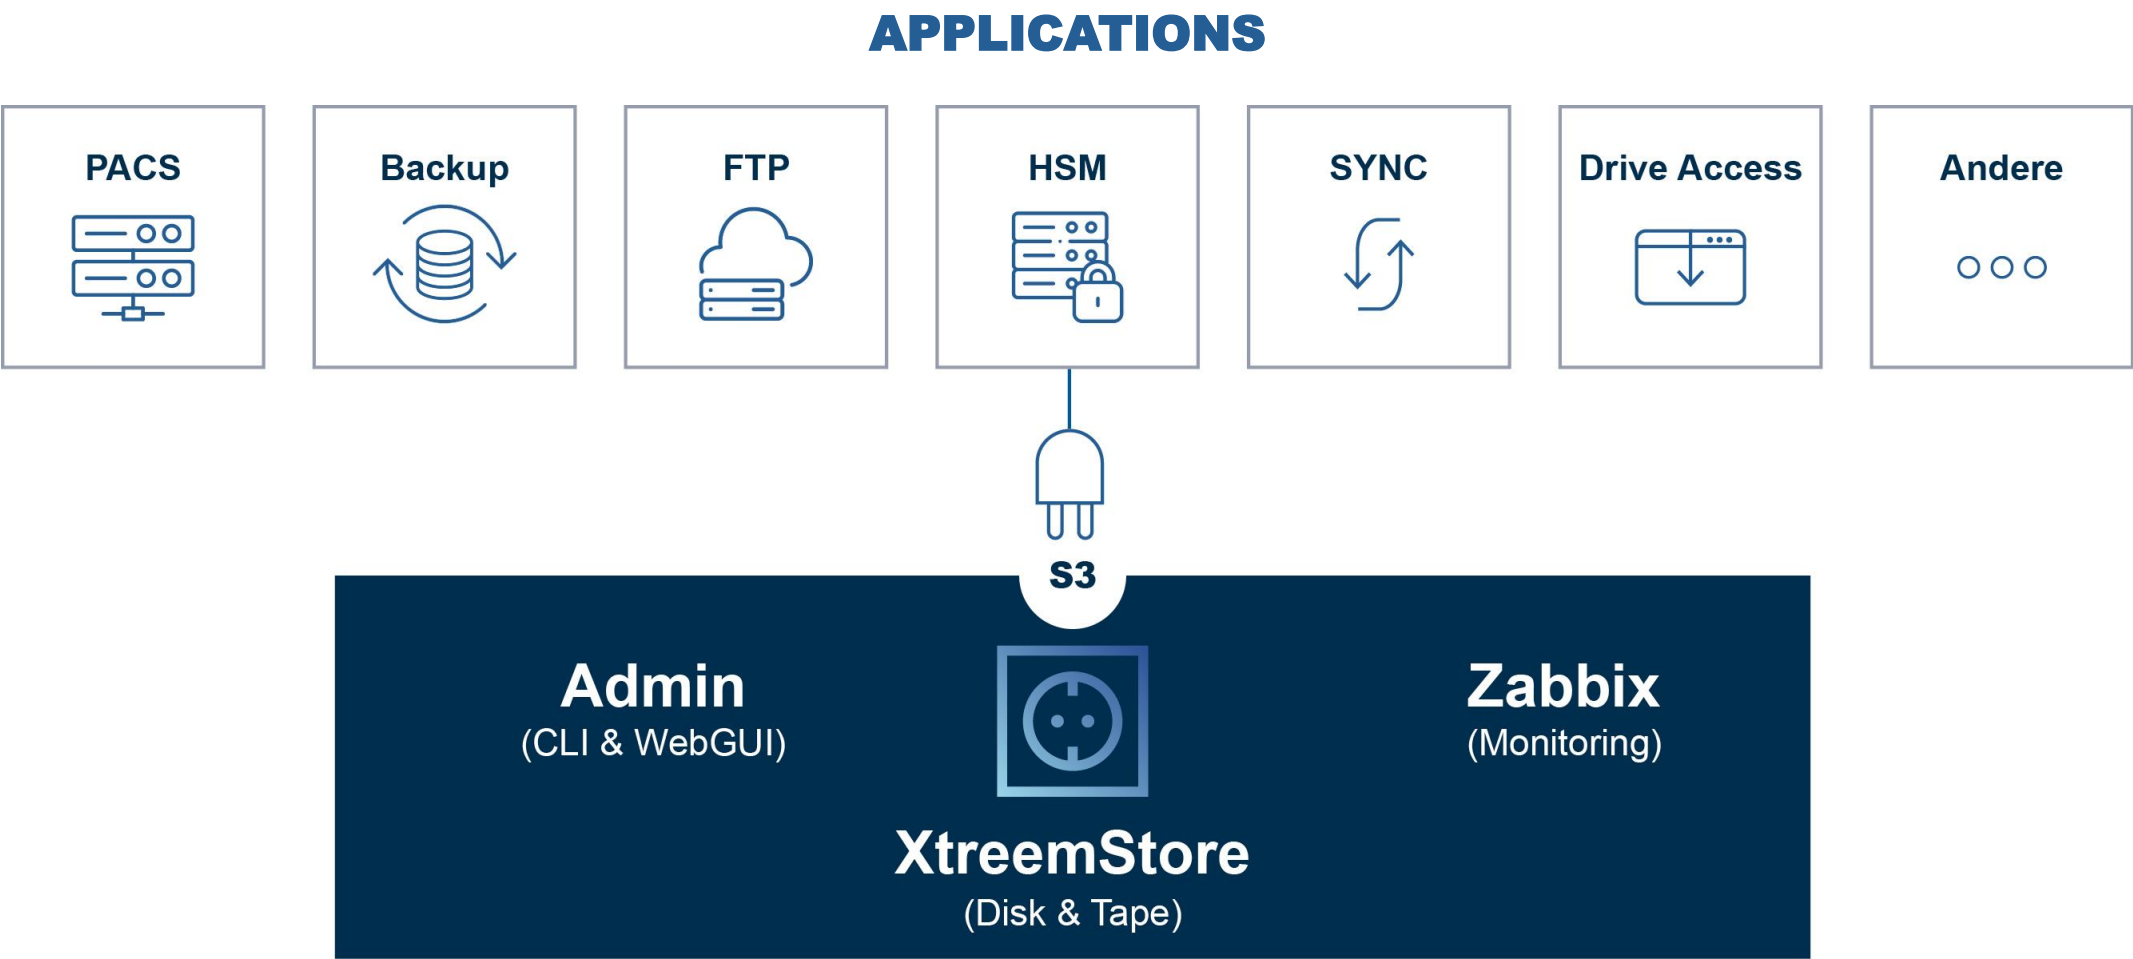 APPLICATIONS
PACS
Backup
FTP
HSM
SYNC
Drive Access
Andere
S3
Admin
(CLI & WebGUI)
Zabbix
(Monitoring)
XtreemStore
(Disk & Tape)